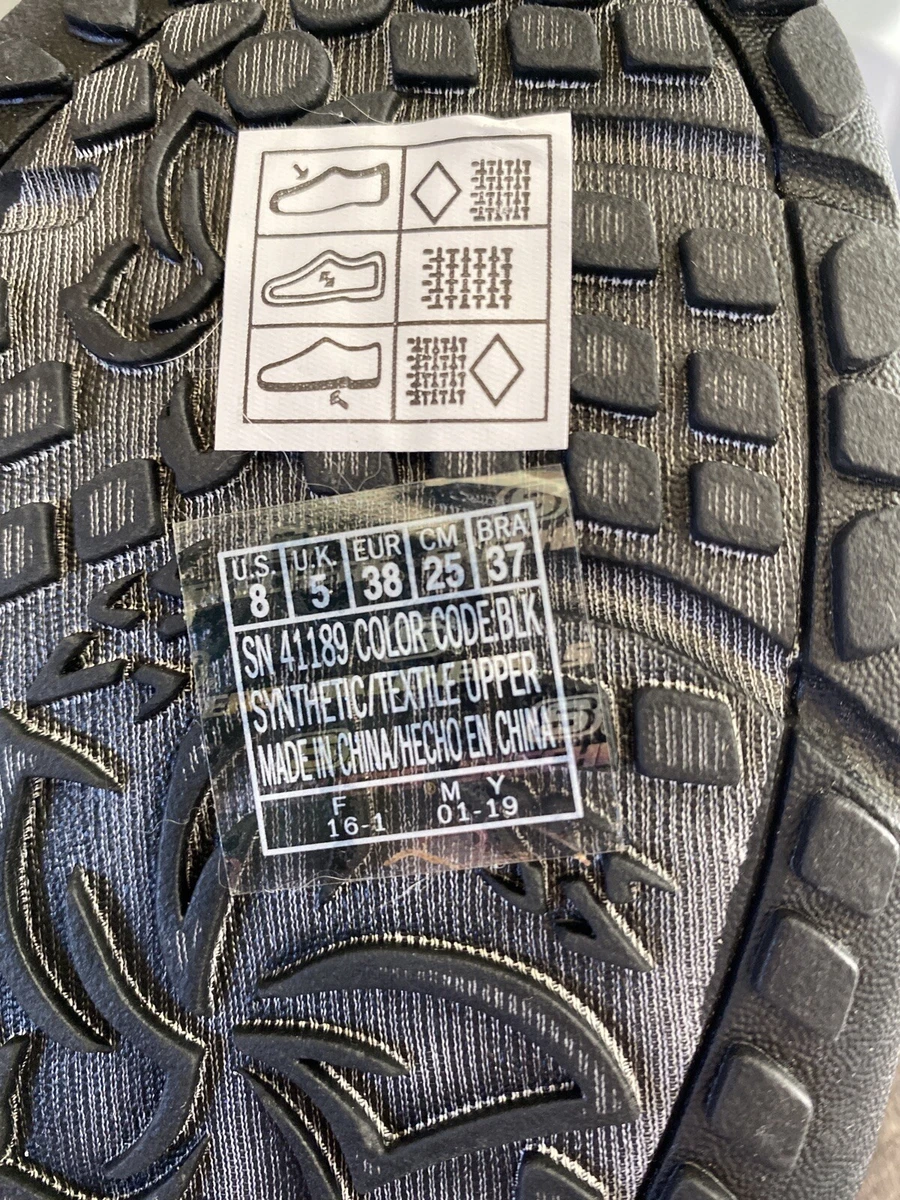 U.S. U.K. EUR CM BRA
8 5 38 25 37
SN 41189 COLOR CODE:BLK
SYNTHETIC/TEXTILE UPPER
MADE IN CHINA/HECHO EN CHINA
F M Y
16-1 01-19